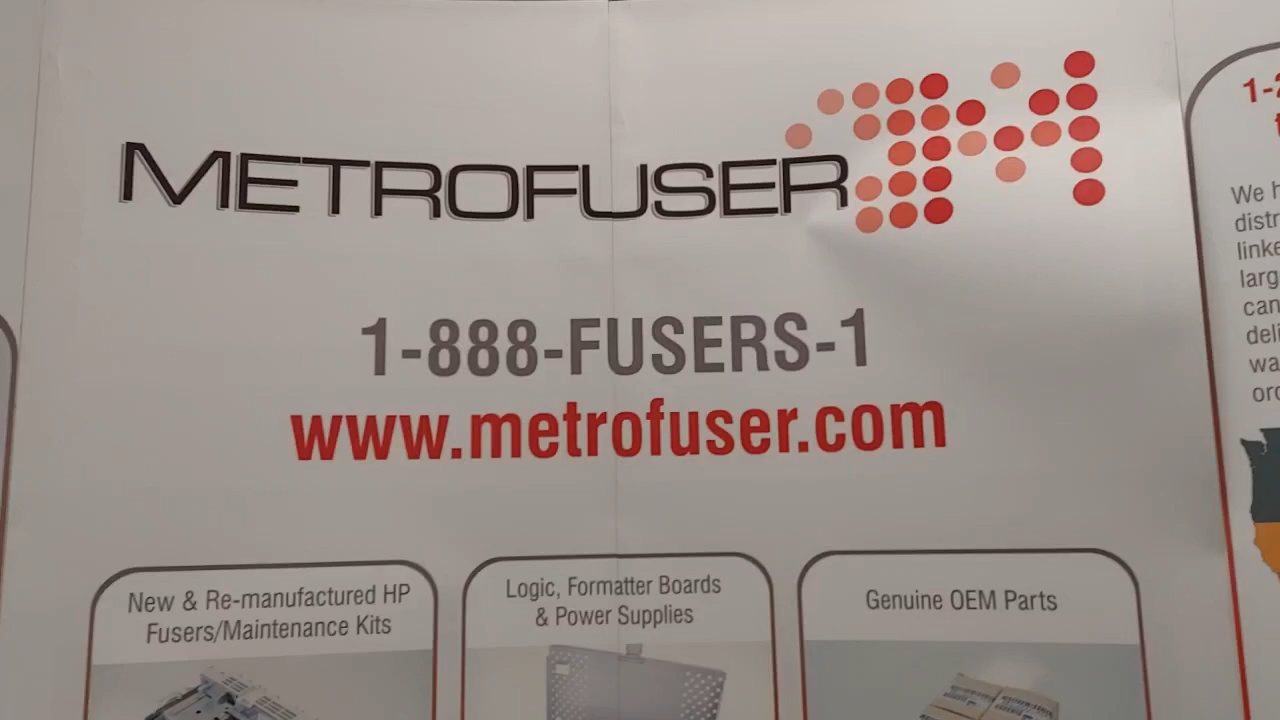 METROFUSER
1-888-FUSERS-1
www.metrofuser.com
New & Re-manufactured HP
Fusers/Maintenance Kits
Logic, Formatter Boards
& Power Supplies
Genuine OEM Parts
We